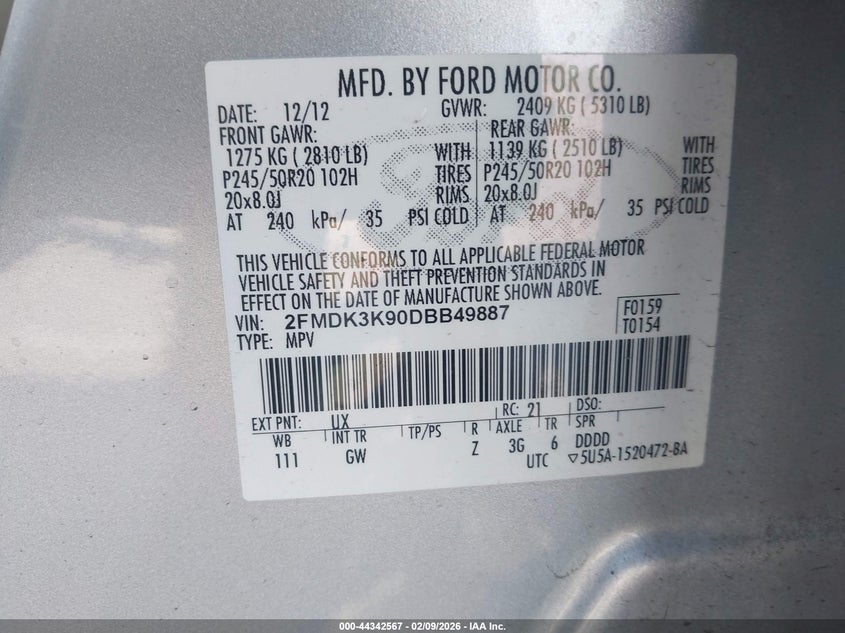 MFD. BY FORD MOTOR CO.
DATE: 12/12 GVWR: 2409 KG ( 5310 LB)
FRONT GAWR: REAR GAWR:
1275 KG ( 2810 LB) WITH 1139 KG ( 2510 LB) WITH
P245/50R20 102H TIRES P245/50R20 102H TIRES
20x8.0J RIMS 20x8.0J RIMS
AT 240 kPa/ 35 PSI COLD AT 240 kPa/ 35 PSI COLD
THIS VEHICLE CONFORMS TO ALL APPLICABLE FEDERAL MOTOR
VEHICLE SAFETY AND THEFT PREVENTION STANDARDS IN
EFFECT ON THE DATE OF MANUFACTURE SHOWN ABOVE.
VIN: 2FMDK3K90DBB49887 F0159
TYPE: MPV T0154
EXT PNT: UX RC: 21 DSO:
WB INT TR TP/PS R AXLE TR SPR
111 GW Z 3G 6 DDDD
UTC ▽5U5A-1520472-BA
000-44342567 - 02/09/2026 - IAA Inc.